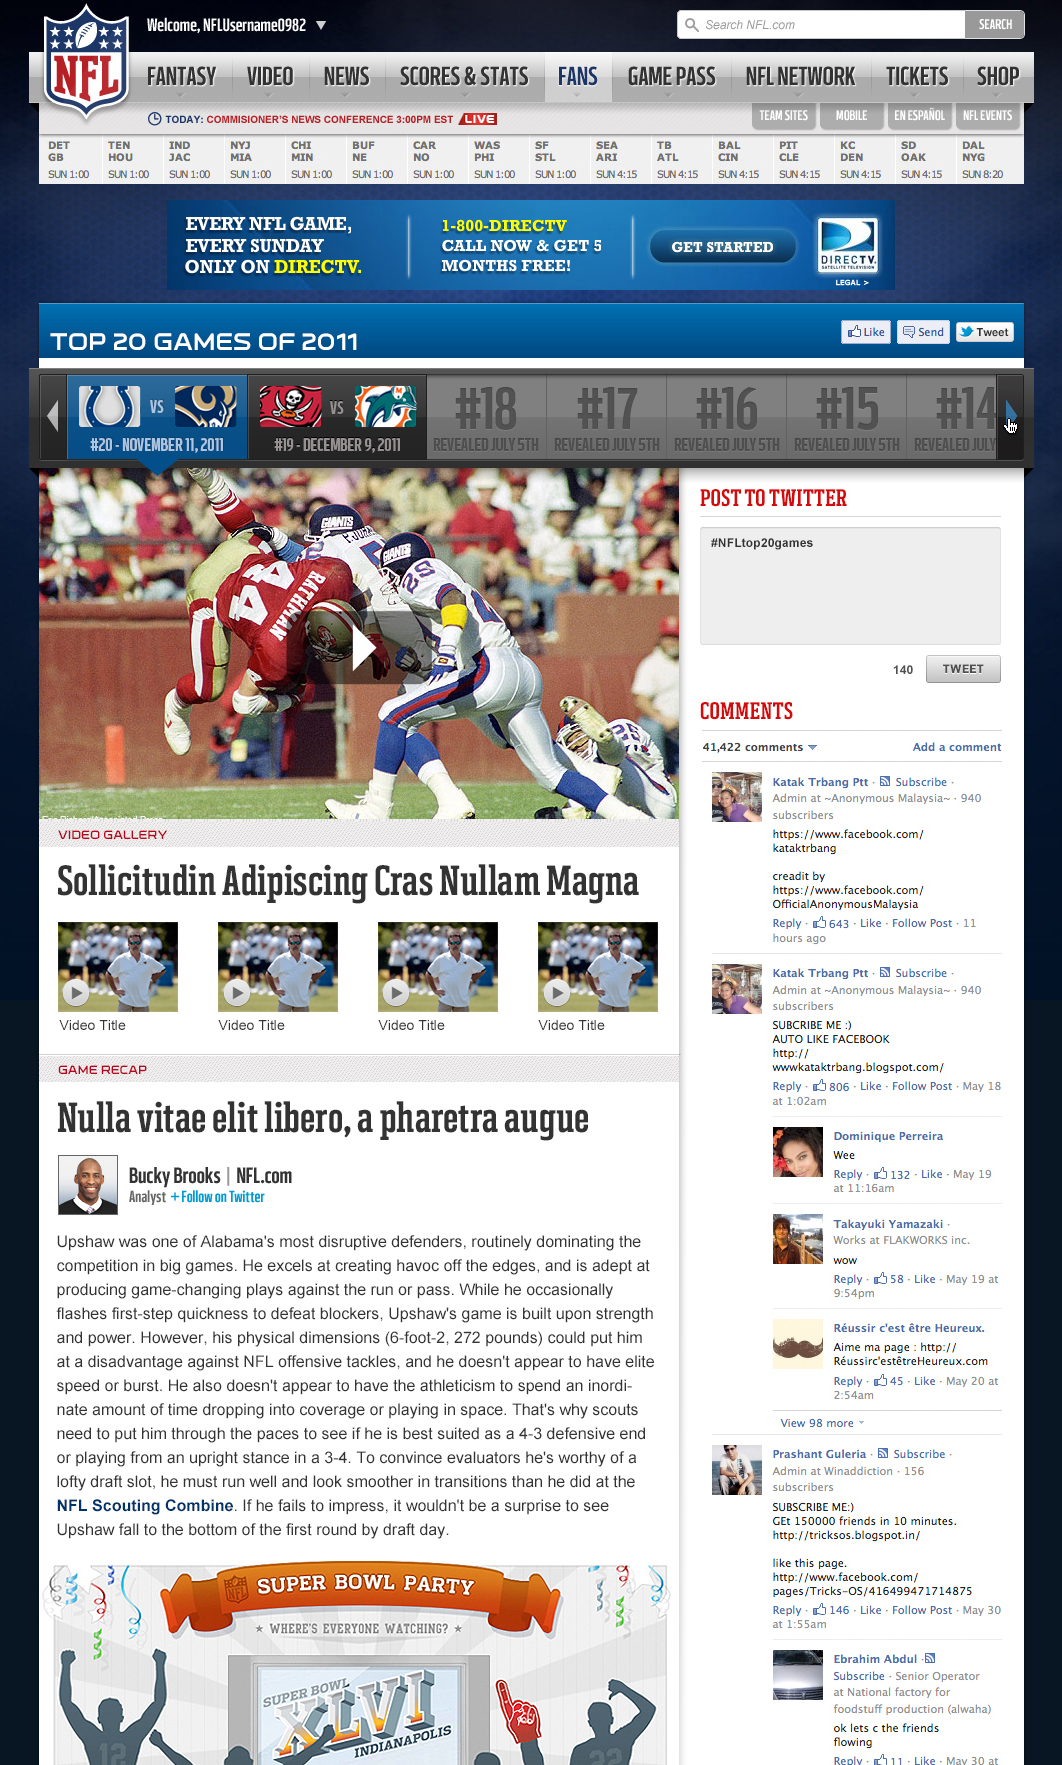 NFL
Welcome, NFLUsername0982
Search NFL.com
SEARCH
FANTASY
VIDEO
NEWS
SCORES & STATS
FANS
GAME PASS
NFL NETWORK
TICKETS
SHOP
TODAY: COMMISIONER'S NEWS CONFERENCE 3:00PM EST LIVE
TEAM SITES
MOBILE
EN ESPAÑOL
NFL EVENTS
DET
GB
SUN 1:00
TEN
HOU
SUN 1:00
IND
JAC
SUN 1:00
NYJ
MIA
SUN 1:00
CHI
MIN
SUN 1:00
BUF
NE
SUN 1:00
CAR
NO
SUN 1:00
WAS
PHI
SUN 1:00
SF
STL
SUN 1:00
SEA
ARI
SUN 4:15
TB
ATL
SUN 4:15
BAL
CIN
SUN 4:15
PIT
CLE
SUN 4:15
KC
DEN
SUN 4:15
SD
OAK
SUN 4:15
DAL
NYG
SUN 8:20
EVERY NFL GAME,
EVERY SUNDAY
ONLY ON DIRECTV.
1-800-DIRECTV
CALL NOW & GET 5
MONTHS FREE!
GET STARTED
DIRECTV
SATELLITE TELEVISION
LEGAL >
TOP 20 GAMES OF 2011
Like
Send
Tweet
VS
#20 - NOVEMBER 11, 2011
VS
#19 - DECEMBER 9, 2011
#18
REVEALED JULY 5TH
#17
REVEALED JULY 5TH
#16
REVEALED JULY 5TH
#15
REVEALED JULY 5TH
#14
REVEALED JULY
GIANTS
GIANTS
44
RATHMAN
25
25
VIDEO GALLERY
Sollicitudin Adipiscing Cras Nullam Magna
Video Title
Video Title
Video Title
Video Title
GAME RECAP
Nulla vitae elit libero, a pharetra augue
Bucky Brooks | NFL.com
Analyst +Follow on Twitter
Upshaw was one of Alabama's most disruptive defenders, routinely dominating the
competition in big games. He excels at creating havoc off the edges, and is adept at
producing game-changing plays against the run or pass. While he occasionally
flashes first-step quickness to defeat blockers, Upshaw's game is built upon strength
and power. However, his physical dimensions (6-foot-2, 272 pounds) could put him
at a disadvantage against NFL offensive tackles, and he doesn't appear to have elite
speed or burst. He also doesn't appear to have the athleticism to spend an inordi-
nate amount of time dropping into coverage or playing in space. That's why scouts
need to put him through the paces to see if he is best suited as a 4-3 defensive end
or playing from an upright stance in a 3-4. To convince evaluators he's worthy of a
lofty draft slot, he must run well and look smoother in transitions than he did at the
NFL Scouting Combine. If he fails to impress, it wouldn't be a surprise to see
Upshaw fall to the bottom of the first round by draft day.
NFL
SUPER BOWL PARTY
★ WHERE'S EVERYONE WATCHING? ★
SUPER BOWL
XLVI
INDIANAPOLIS
NFL
12
22
POST TO TWITTER
#NFLtop20games
140
TWEET
COMMENTS
41,422 comments
Add a comment
Katak Trbang Ptt · Subscribe ·
Admin at ~Anonymous Malaysia~ · 940
subscribers
https://www.facebook.com/
kataktrbang
creadit by
https://www.facebook.com/
OfficialAnonymousMalaysia
Reply · 643 · Like · Follow Post · 11
hours ago
Katak Trbang Ptt · Subscribe ·
Admin at ~Anonymous Malaysia~ · 940
subscribers
SUBCRIBE ME :)
AUTO LIKE FACEBOOK
http://
wwwkataktrbang.blogspot.com/
Reply · 806 · Like · Follow Post · May 18
at 1:02am
Dominique Perreira
Wee
Reply · 132 · Like · May 19
at 11:16am
Takayuki Yamazaki ·
Works at FLAKWORKS inc.
wow
Reply · 58 · Like · May 19 at
9:54pm
Réussir c'est être Heureux.
Aime ma page : http://
Réussirc'estêtreHeureux.com
Reply · 45 · Like · May 20 at
2:54am
View 98 more
Prashant Guleria · Subscribe ·
Admin at Winaddiction · 156
subscribers
SUBSCRIBE ME:)
GEt 150000 friends in 10 minutes.
http://tricksos.blogspot.in/
like this page.
http://www.facebook.com/
pages/Tricks-OS/416499471714875
Reply · 146 · Like · Follow Post · May 30
at 1:55am
Ebrahim Abdul ·
Subscribe · Senior Operator
at National factory for
foodstuff production (alwaha)
ok lets c the friends
flowing
Reply · 11 · Like · May 30 at